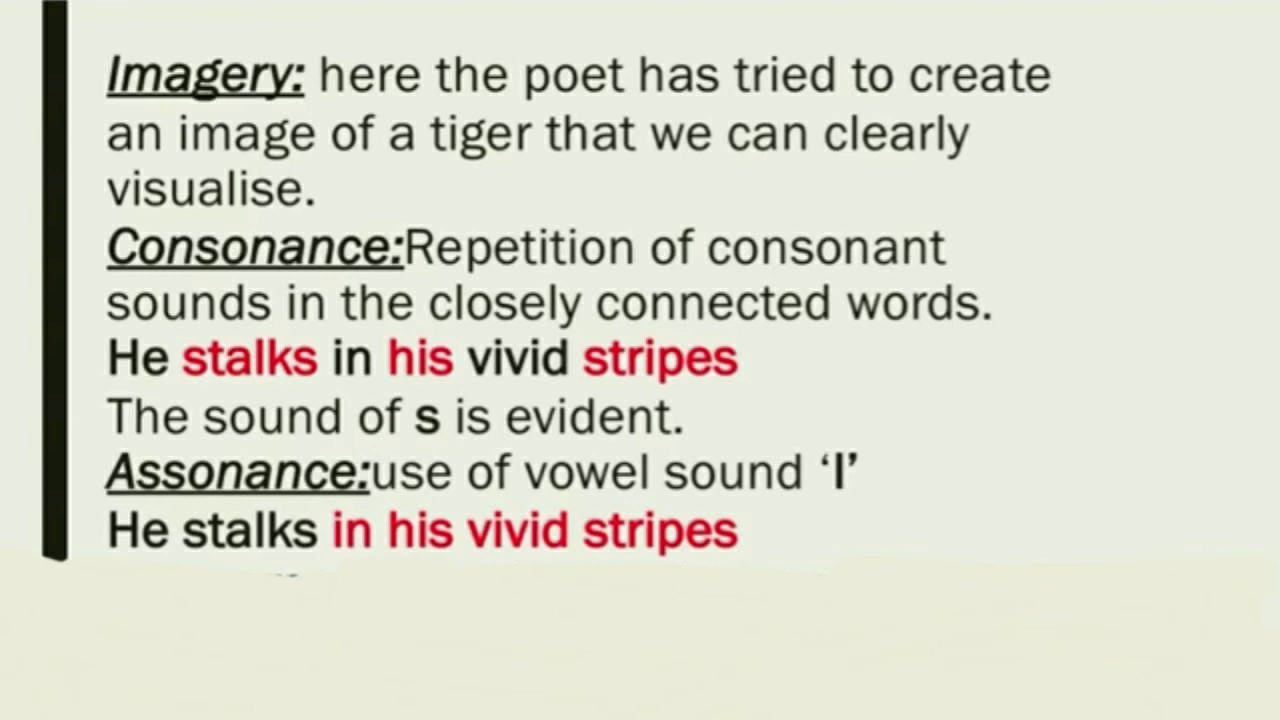 Imagery: here the poet has tried to create
an image of a tiger that we can clearly
visualise.
Consonance:Repetition of consonant
sounds in the closely connected words.
He stalks in his vivid stripes
The sound of s is evident.
Assonance:use of vowel sound ‘I’
He stalks in his vivid stripes